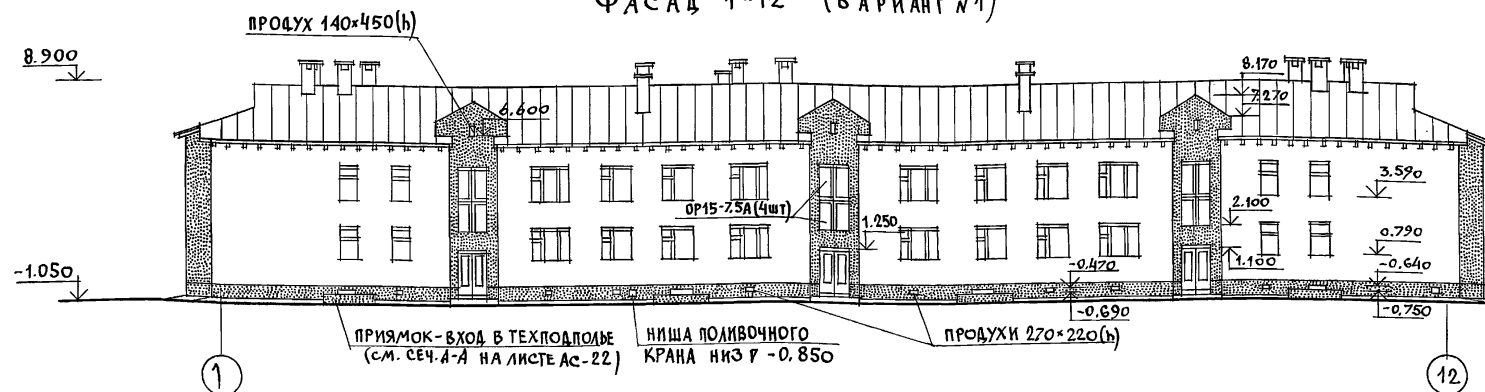 ФАСАД 1-12 (ВАРИАНТ №1)
ПРОДУХ 140×450(h)
8.900
8.170
7.270
6.600
3.590
ОР15-7.5А (4шт)
1.250
2.100
0.790
1.100
-1.050
-0.470
-0.640
-0.690
-0.750
ПРИЯМОК-ВХОД В ТЕХПОДПОЛЬЕ
(СМ. СЕЧ. А-А НА ЛИСТЕ АС-22)
НИША ПОЛИВОЧНОГО
КРАНА НИЗ ▽ -0.850
ПРОДУХИ 270×220(h)
1
12